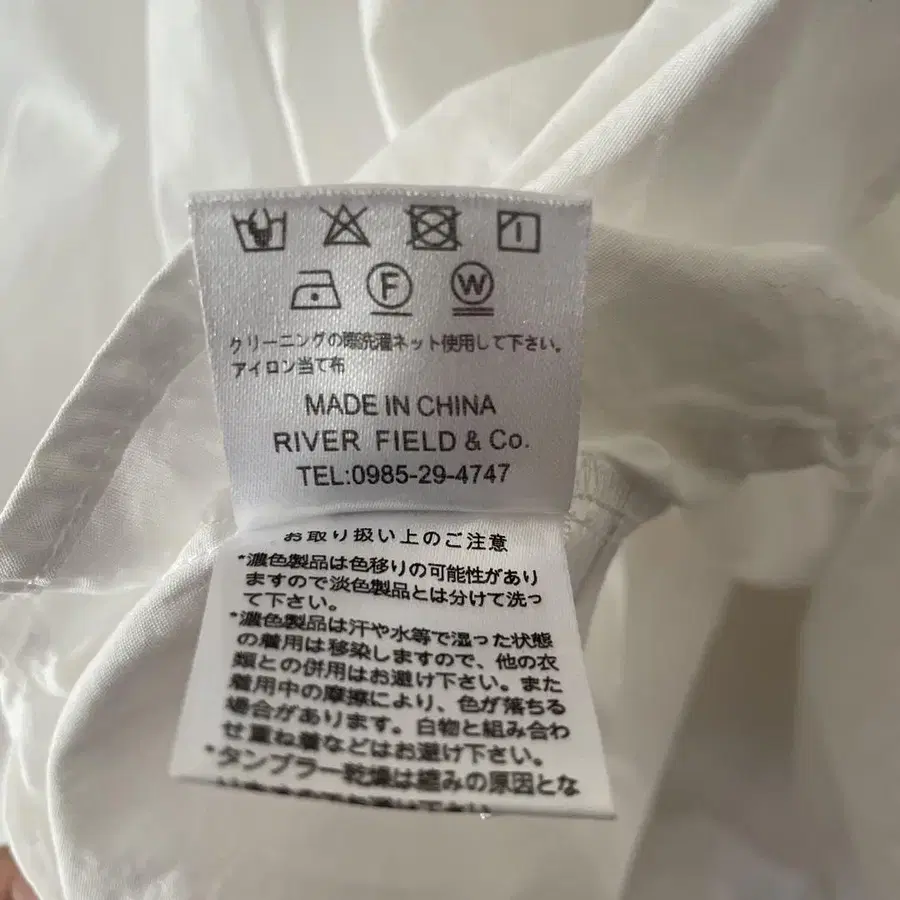 F W
クリーニングの際洗濯ネット使用して下さい。
アイロン当て布
MADE IN CHINA
RIVER FIELD & Co.
TEL:0985-29-4747
お取り扱い上のご注意
*濃色製品は色移りの可能性があり
ますので淡色製品とは分けて洗っ
て下さい。
*濃色製品は汗や水等で湿った状態
の着用は移染しますので、他の衣
類との併用はお避け下さい。また
着用中の摩擦により、色が落ちる
場合があります。白物と組み合わ
せ重ね着などはお避け下さい。
*タンブラー乾燥は縮みの原因とな